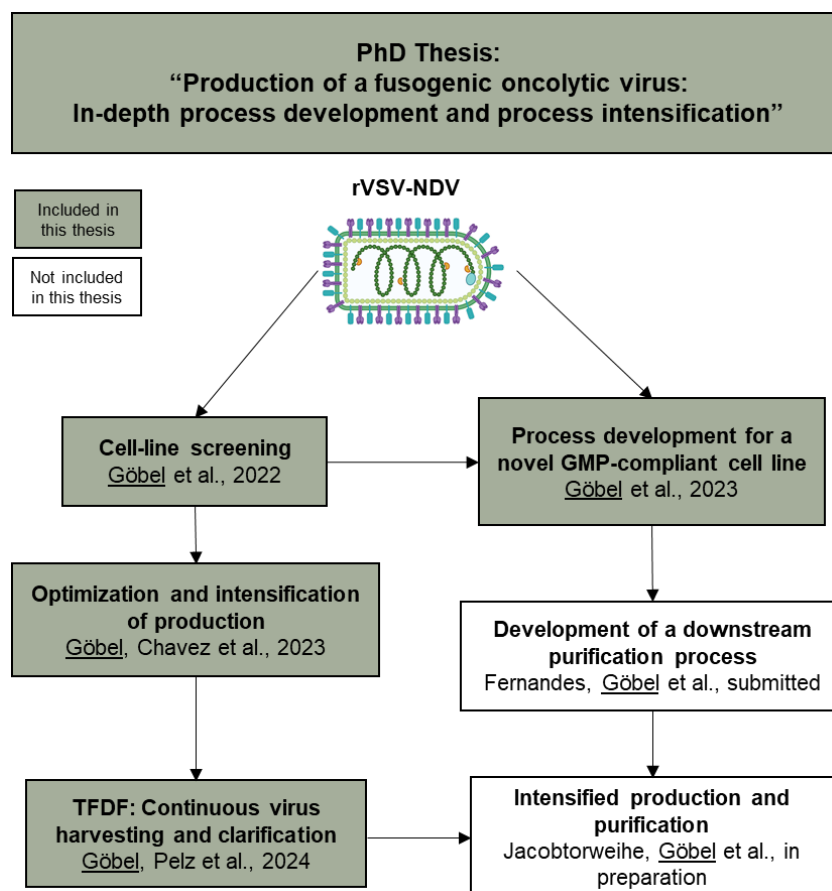 PhD Thesis:
“Production of a fusogenic oncolytic virus:
In-depth process development and process intensification”
rVSV-NDV
Included in
this thesis
Not included
in this thesis
Cell-line screening
Göbel et al., 2022
Process development for a
novel GMP-compliant cell line
Göbel et al., 2023
Optimization and intensification
of production
Göbel, Chavez et al., 2023
Development of a downstream
purification process
Fernandes, Göbel et al., submitted
TFDF: Continuous virus
harvesting and clarification
Göbel, Pelz et al., 2024
Intensified production and
purification
Jacobtorweihe, Göbel et al., in
preparation